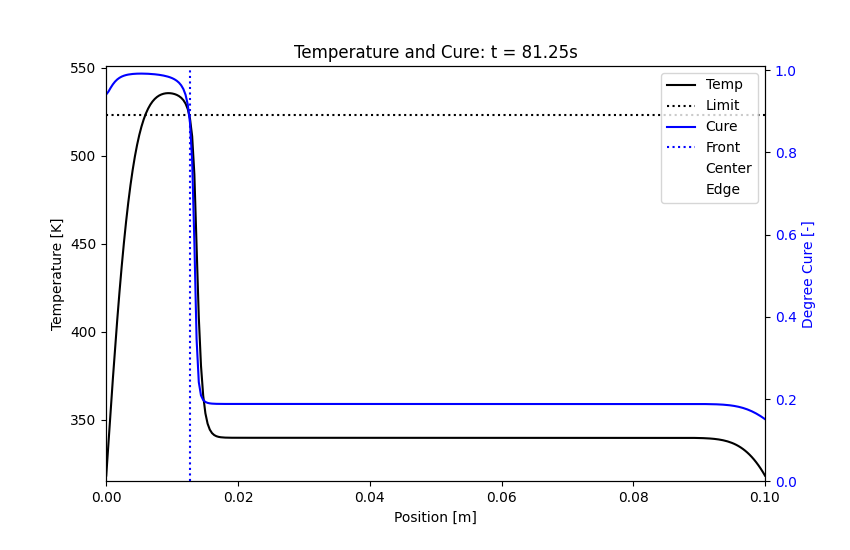 Temperature and Cure: t = 81.25s
550
500
450
400
350
Temperature [K]
1.0
0.8
0.6
0.4
0.2
0.0
Degree Cure [-]
Temp
Limit
Cure
Front
Center
Edge
0.00
0.02
0.04
0.06
0.08
0.10
Position [m]